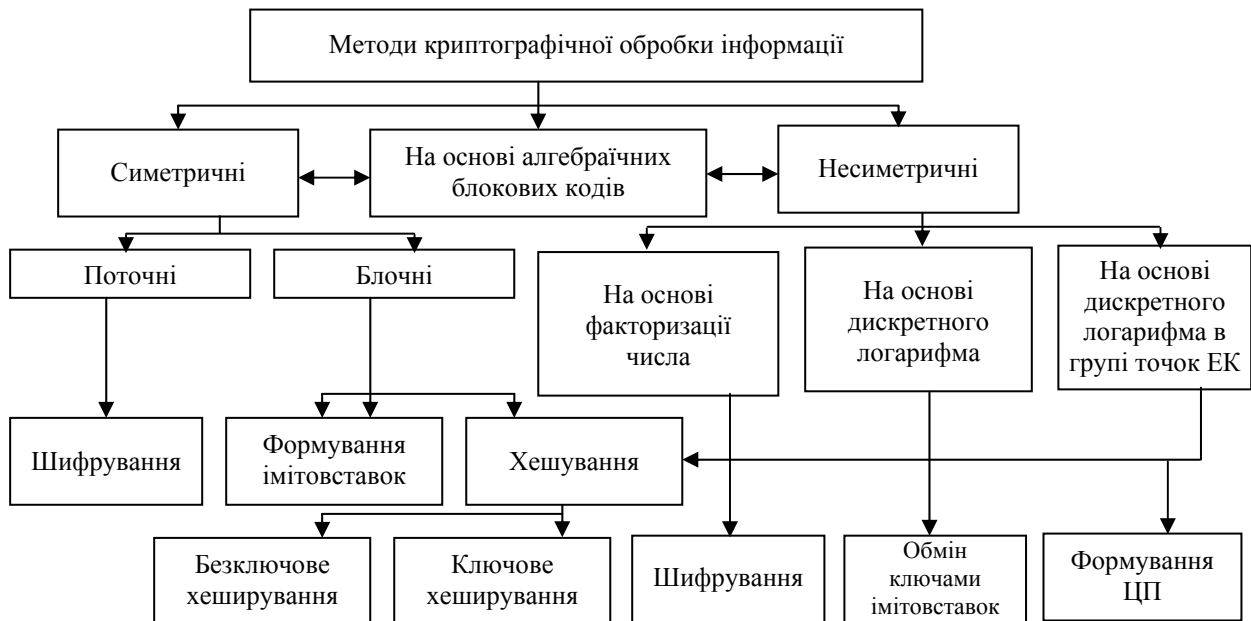 Методи криптографічної обробки інформації
Симетричні
На основі алгебраїчних
блокових кодів
Несиметричні
Поточні
Блочні
На основі
факторизації
числа
На основі
дискретного
логарифма
На основі
дискретного
логарифма в
групі точок ЕК
Шифрування
Формування
імітовставок
Хешування
Безключове
хеширування
Ключове
хеширування
Шифрування
Обмін
ключами
імітовставок
Формування
ЦП